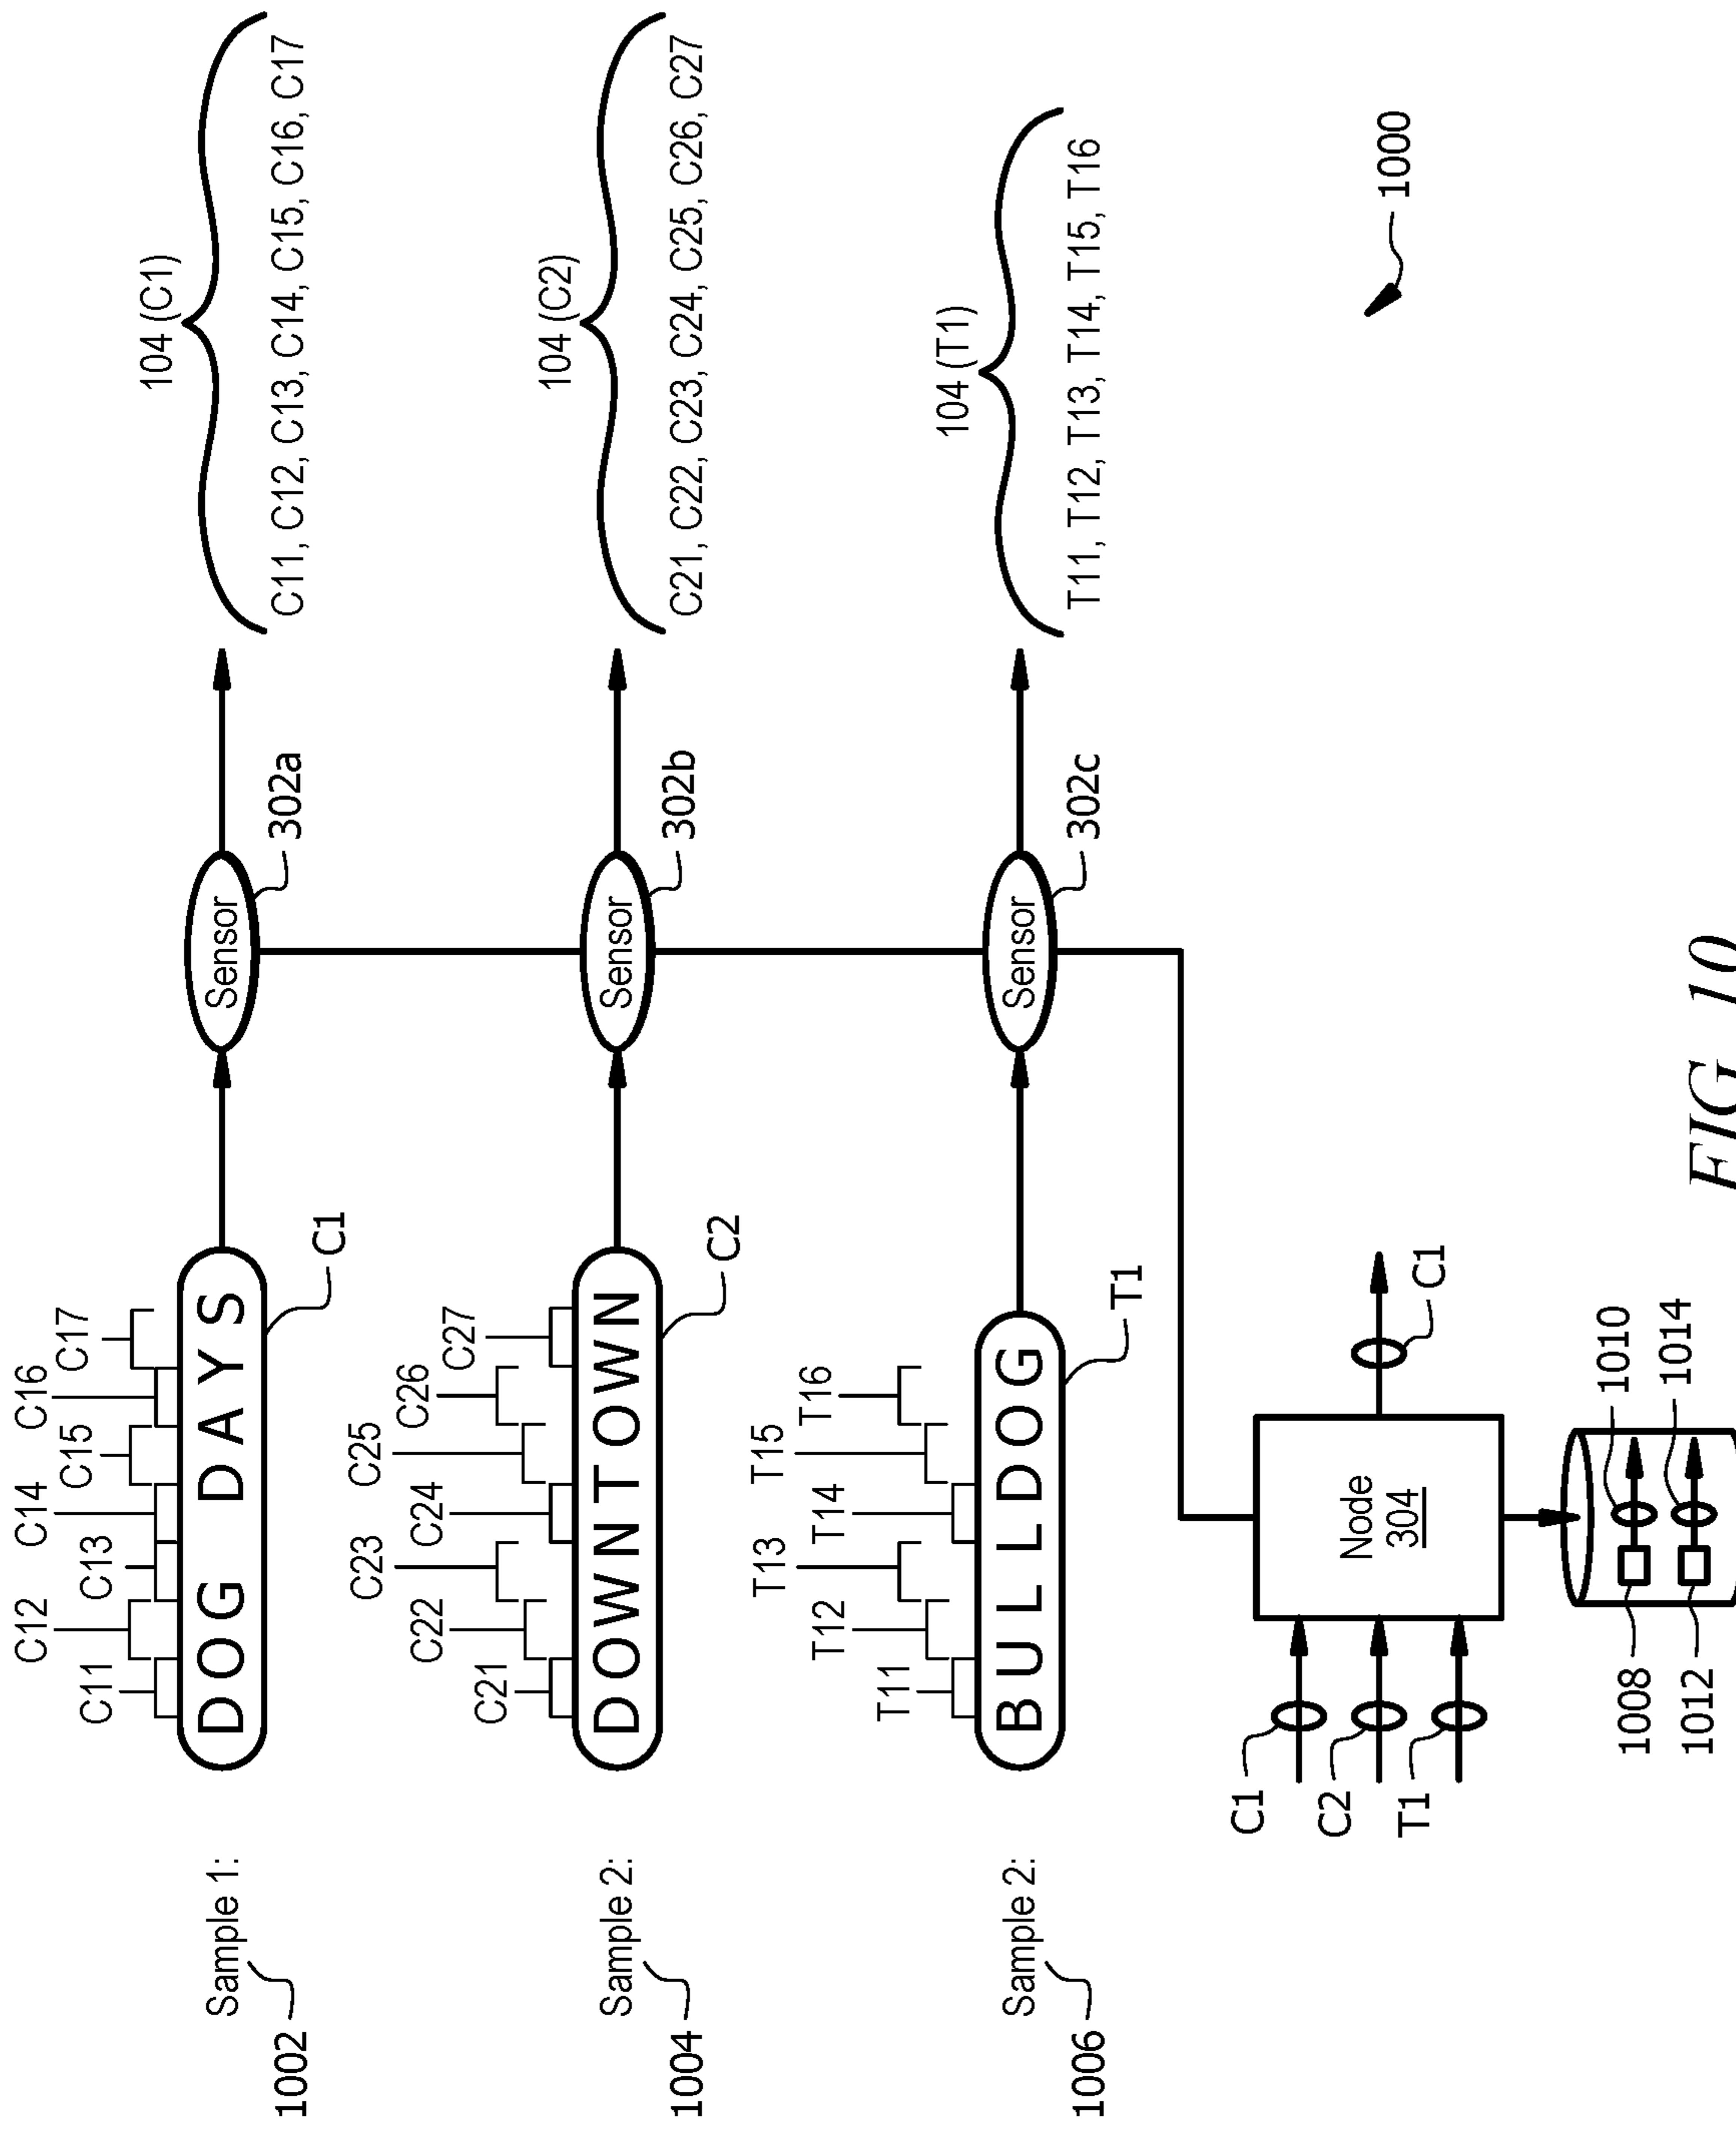 C12 C14 C16
C11 C13 C15 C17
104 (C1)
Sample 1: DOG DAYS Sensor C11, C12, C13, C14, C15, C16, C17
1002 C1 302a
C23 C25
C22 C24 C26
C21 C27
104 (C2)
Sample 2: DOWNTOWN Sensor C21, C22, C23, C24, C25, C26, C27
1004 C2 302b
T13 T15
T12 T14 T16
T11
104 (T1)
Sample 2: BULLDOG Sensor T11, T12, T13, T14, T15, T16
1006 T1 302c
C1
C2 Node C1
T1 304
1000
1008 1010
1012 1014
FIG. 10